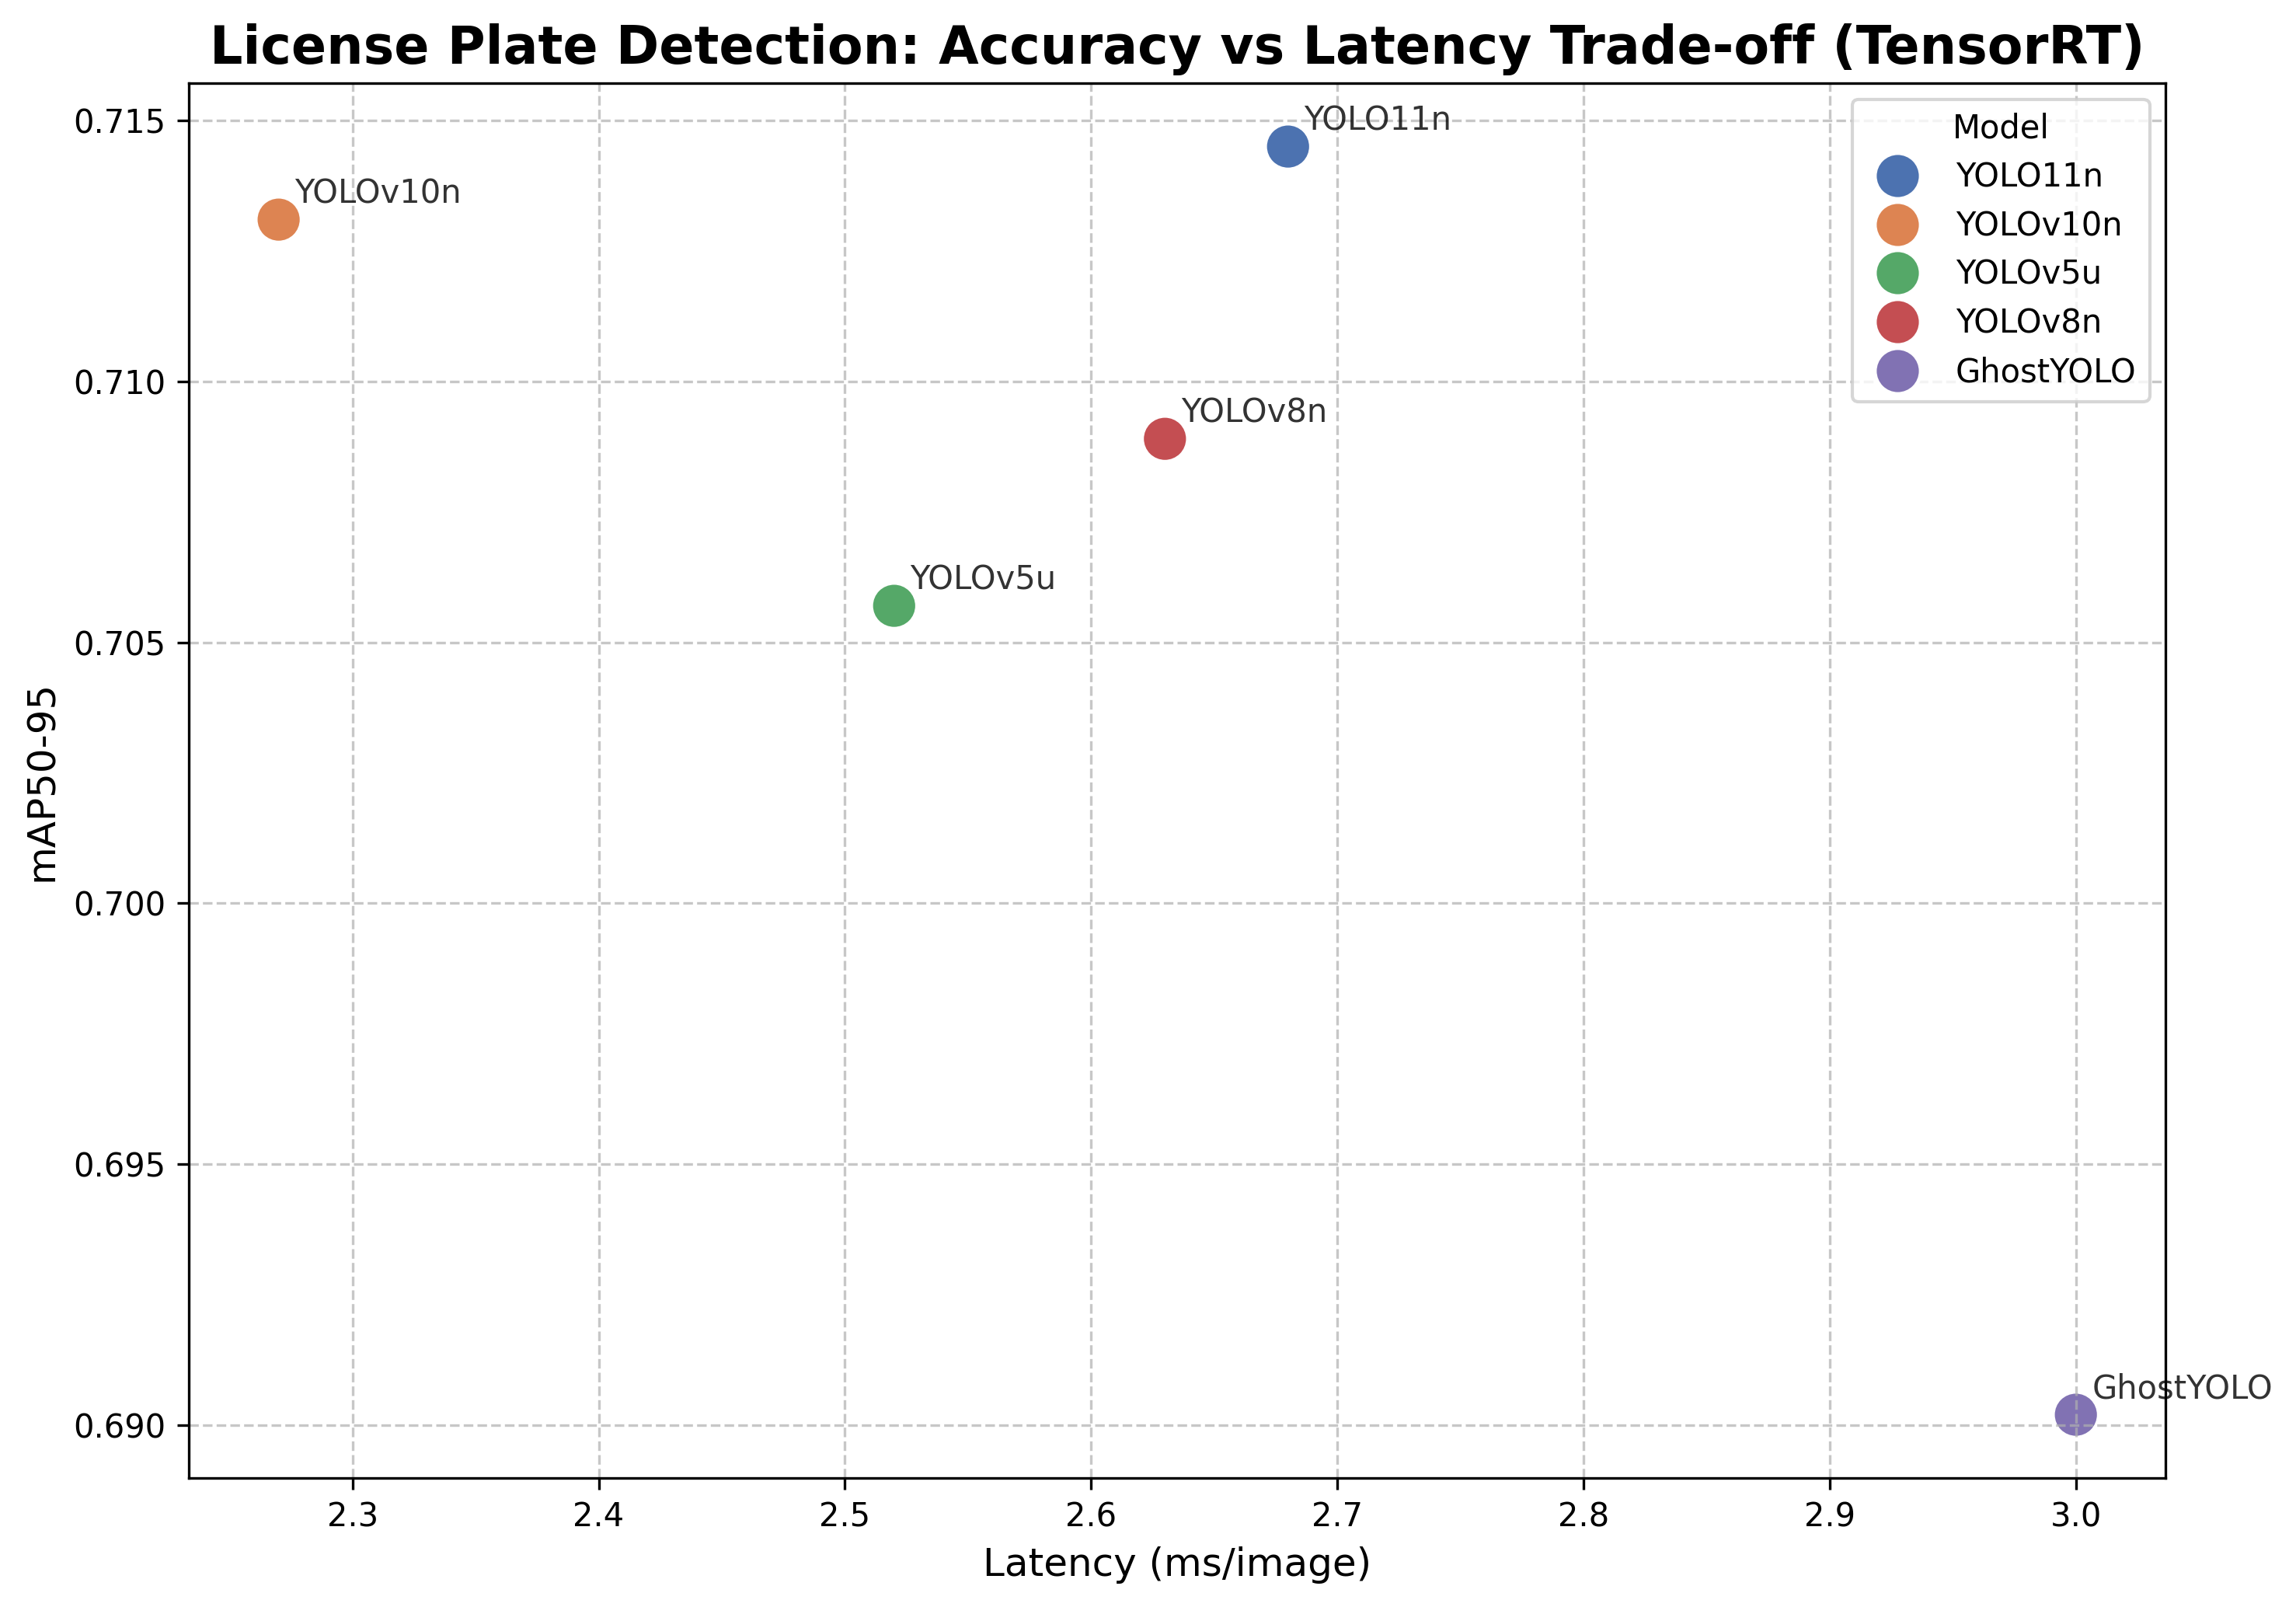 License Plate Detection: Accuracy vs Latency Trade-off (TensorRT)
0.715
0.710
0.705
0.700
0.695
0.690
mAP50-95
YOLOv10n
YOLO11n
YOLOv8n
YOLOv5u
GhostYOLO
Model
YOLO11n
YOLOv10n
YOLOv5u
YOLOv8n
GhostYOLO
2.3 2.4 2.5 2.6 2.7 2.8 2.9 3.0
Latency (ms/image)